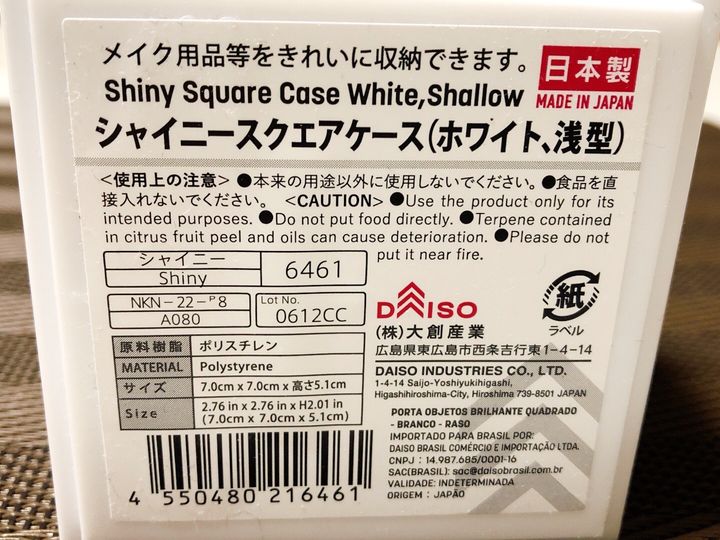 メイク用品等をきれいに収納できます。
日本製
Shiny Square Case White,Shallow
MADE IN JAPAN
シャイニースクエアケース(ホワイト、浅型)
<使用上の注意> ●本来の用途以外に使用しないでください。●食品を直
接入れないでください。 <CAUTION> ●Use the product only for its
intended purposes. ●Do not put food directly. ●Terpene contained
in citrus fruit peel and oils can cause deterioration. ●Please do not
put it near fire.
シャイニー
Shiny
6461
NKN-22-P8
A080
Lot No.
0612CC
DAISO
(株)大創産業
紙
ラベル
広島県東広島市西条吉行東1-4-14
DAISO INDUSTRIES CO., LTD.
1-4-14 Saijo-Yoshiyukihigashi,
Higashihiroshima-City, Hiroshima 739-8501 JAPAN
原料樹脂 ポリスチレン
MATERIAL Polystyrene
サイズ 7.0cm x 7.0cm x 高さ5.1cm
Size 2.76 in x 2.76 in x H2.01 in
(7.0cm x 7.0cm x 5.1cm)
PORTA OBJETOS BRILHANTE QUADRADO
- BRANCO - RASO
IMPORTADO PARA BRASIL POR:
DAISO BRASIL COMÉRCIO E IMPORTAÇÃO LTDA.
CNPJ : 14.987.685/0001-16
SAC(BRASIL): sac@daisobrasil.com.br
VALIDADE: INDETERMINADA
ORIGEM : JAPÃO
4 550480 216461